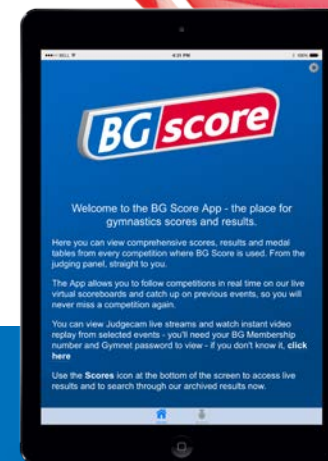 BELL
4:21 PM
100%
BG score
Welcome to the BG Score App - the place for
gymnastics scores and results.
Here you can view comprehensive scores, results and medal
tables from every competition where BG Score is used. From the
judging panel, straight to you.
The App allows you to follow competitions in real time on our live
virtual scoreboards and catch up on previous events, so you will
never miss a competition again.
You can view Judgecam live streams and watch instant video
replay from selected events - you'll need your BG Membership
number and Gymnet password to view - if you don't know it, click
here
Use the Scores icon at the bottom of the screen to access live
results and to search through our archived results now.